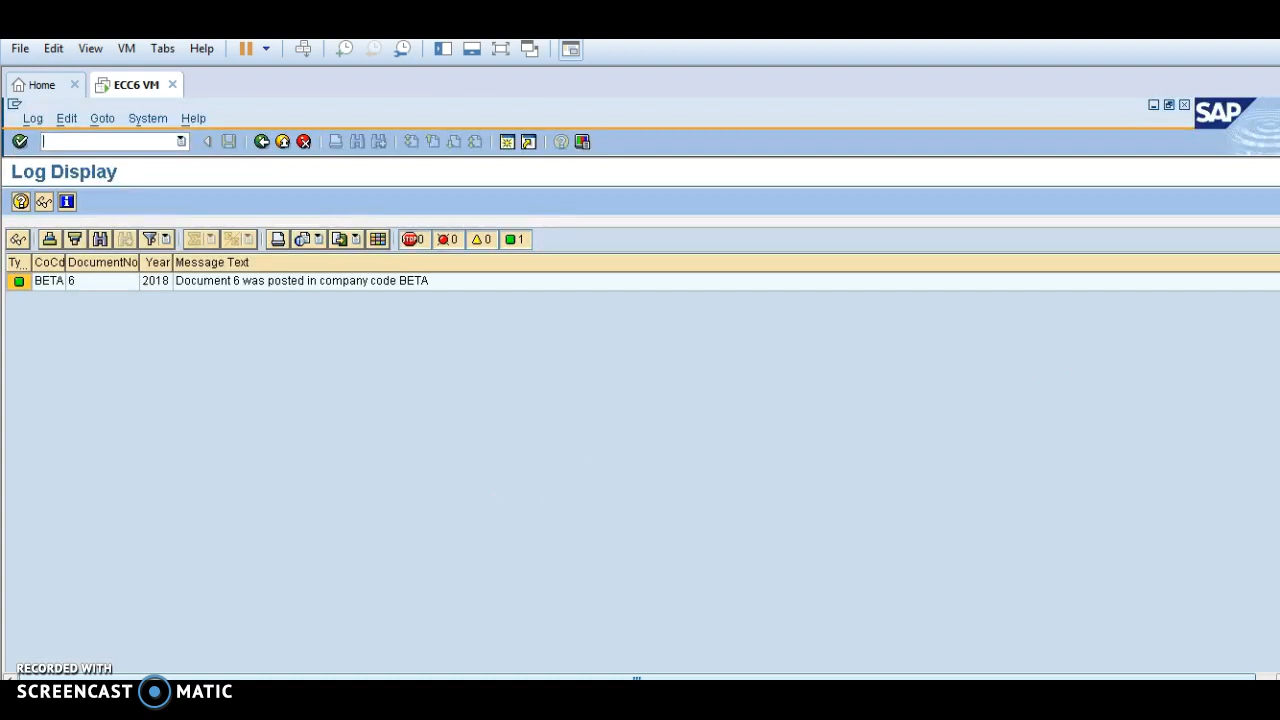 File Edit View VM Tabs Help
Home ECC6 VM
Log Edit Goto System Help
SAP
Log Display
STOP 0 0 0 1
Ty... CoCd DocumentNo Year Message Text
BETA 6 2018 Document 6 was posted in company code BETA
RECORDED WITH
SCREENCAST MATIC